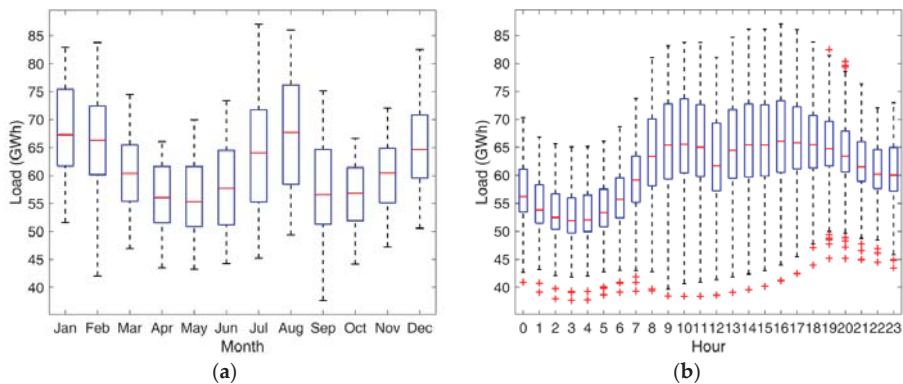 85
80
75
70
65
60
55
50
45
40
Load (GWh)
Jan Feb Mar Apr May Jun Jul Aug Sep Oct Nov Dec
Month
(a)
85
80
75
70
65
60
55
50
45
40
Load (GWh)
0 1 2 3 4 5 6 7 8 9 10 11 12 13 14 15 16 17 18 19 20 21 22 23
Hour
(b)